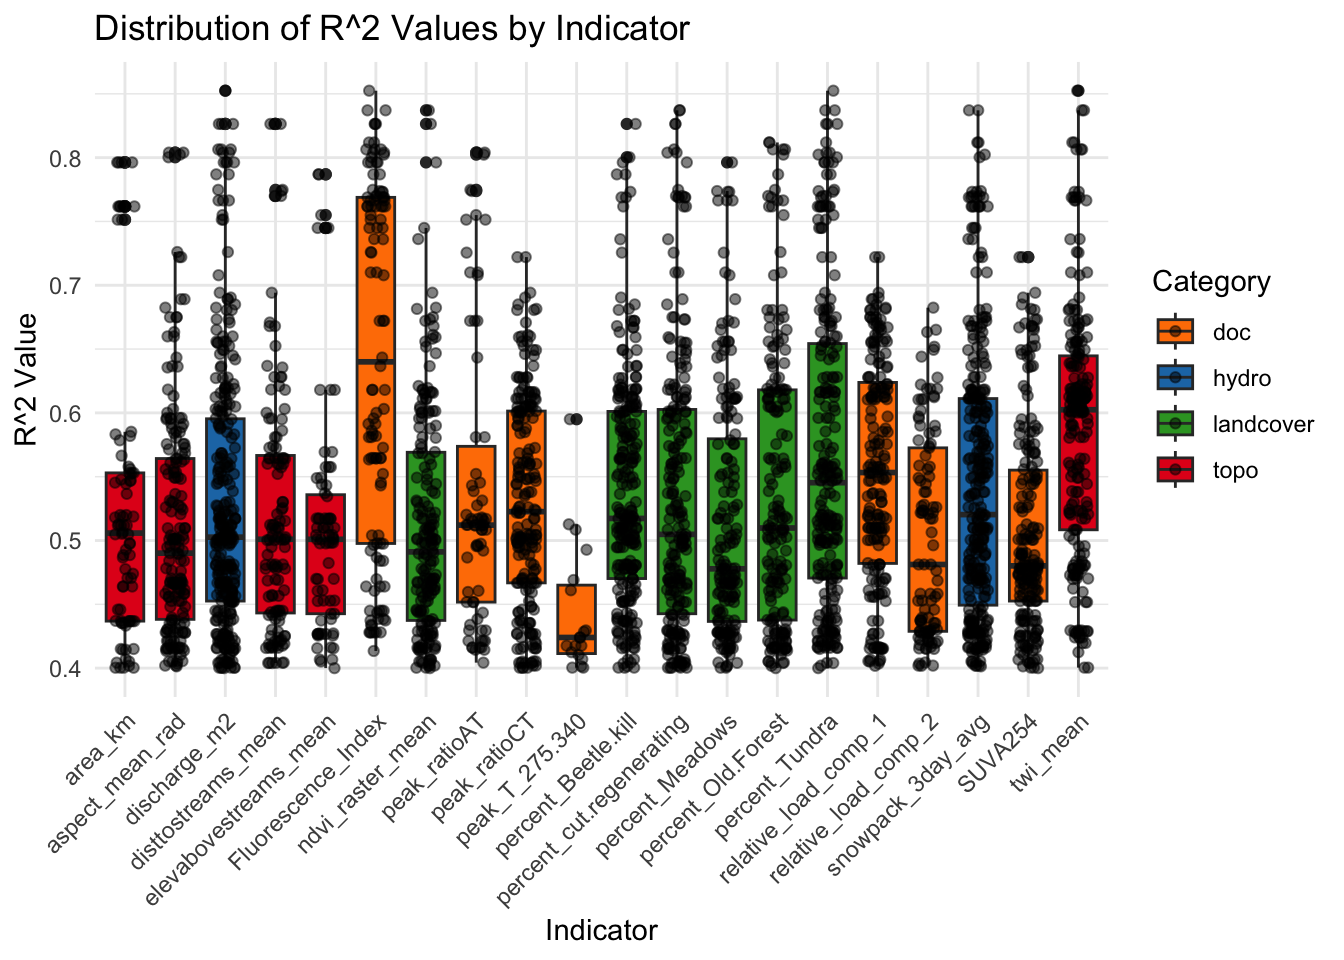 Distribution of R^2 Values by Indicator
R^2 Value
0.8
0.7
0.6
0.5
0.4
area_km
aspect_mean_rad
discharge_m2
disttostreams_mean
elevabovestreams_mean
Fluorescence_Index
ndvi_raster_mean
peak_ratioAT
peak_ratioCT
peak_T_275.340
percent_Beetle.kill
percent_cut.regenerating
percent_Meadows
percent_Old.Forest
percent_Tundra
relative_load_comp_1
relative_load_comp_2
snowpack_3day_avg
SUVA254
twi_mean
Indicator
Category
doc
hydro
landcover
topo